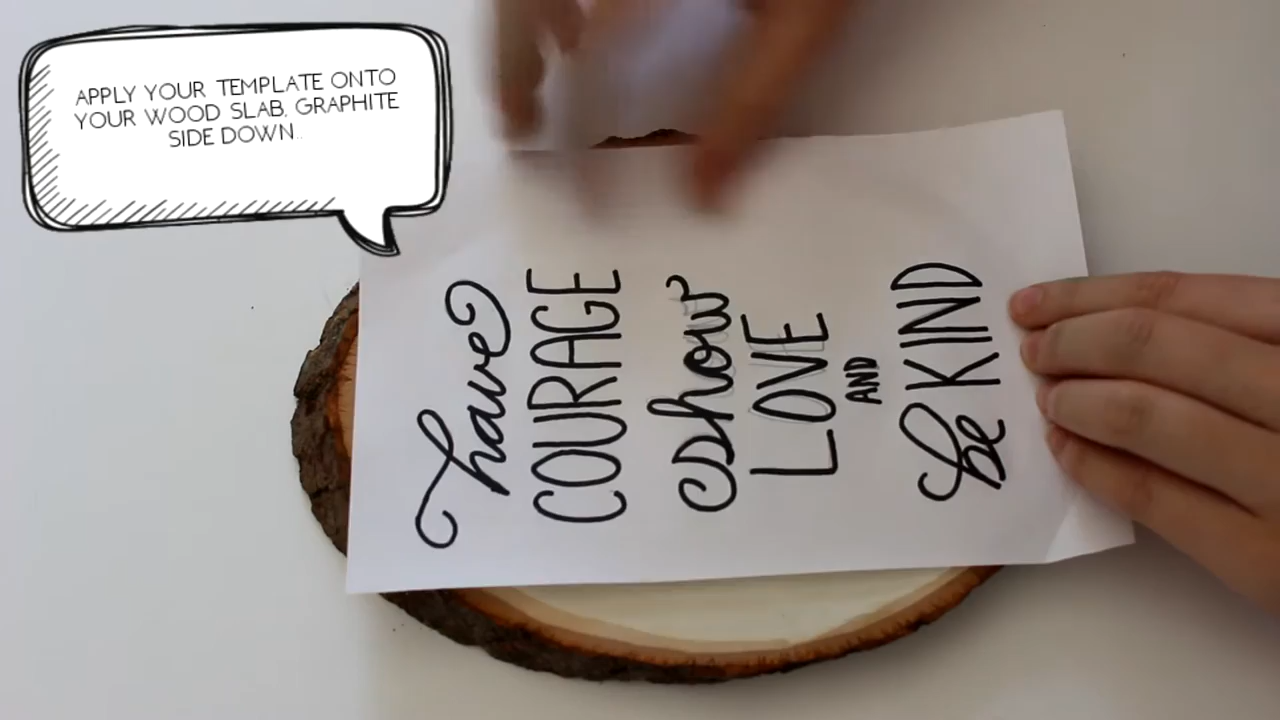 APPLY YOUR TEMPLATE ONTO
YOUR WOOD SLAB, GRAPHITE
SIDE DOWN..
have
COURAGE
show
LOVE
AND
be KIND